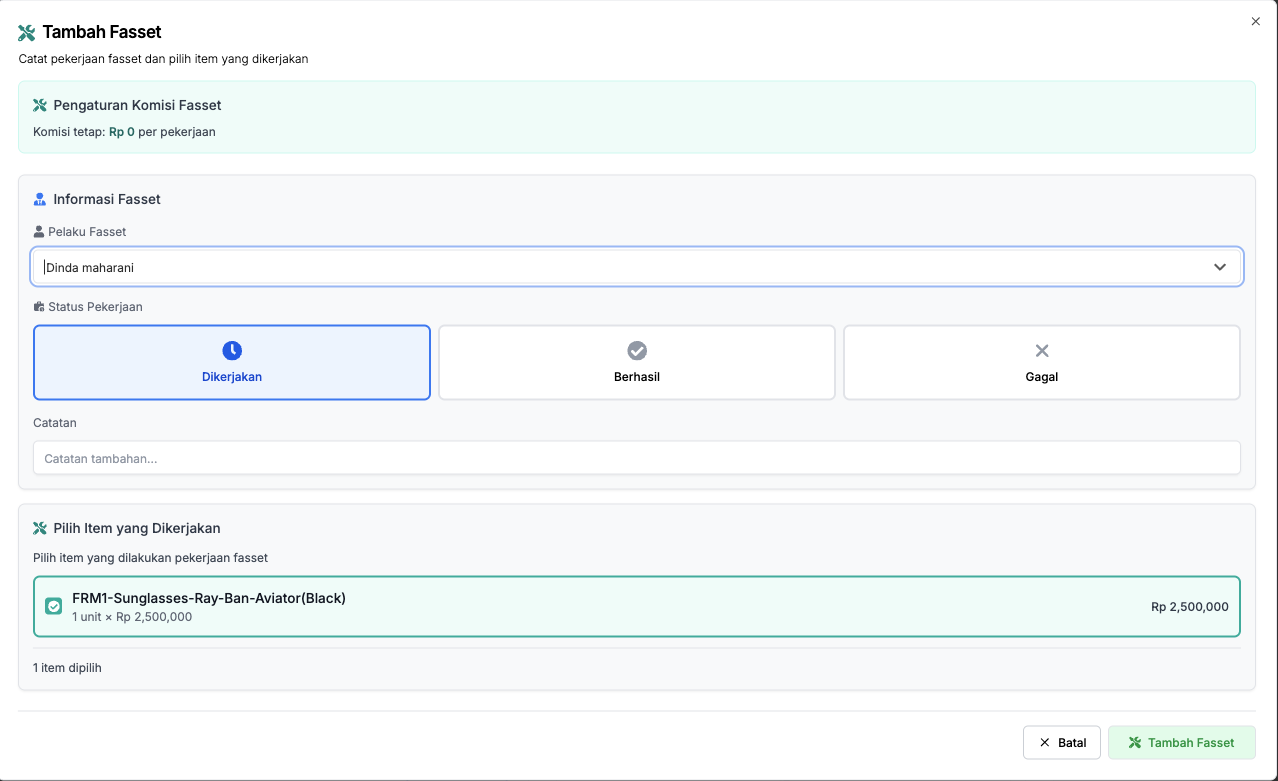 Tambah Fasset
Catat pekerjaan fasset dan pilih item yang dikerjakan
Pengaturan Komisi Fasset
Komisi tetap: Rp 0 per pekerjaan
Informasi Fasset
Pelaku Fasset
Dinda maharani
Status Pekerjaan
Dikerjakan
Berhasil
Gagal
Catatan
Catatan tambahan...
Pilih Item yang Dikerjakan
Pilih item yang dilakukan pekerjaan fasset
FRM1-Sunglasses-Ray-Ban-Aviator(Black)
1 unit × Rp 2,500,000
Rp 2,500,000
1 item dipilih
Batal
Tambah Fasset